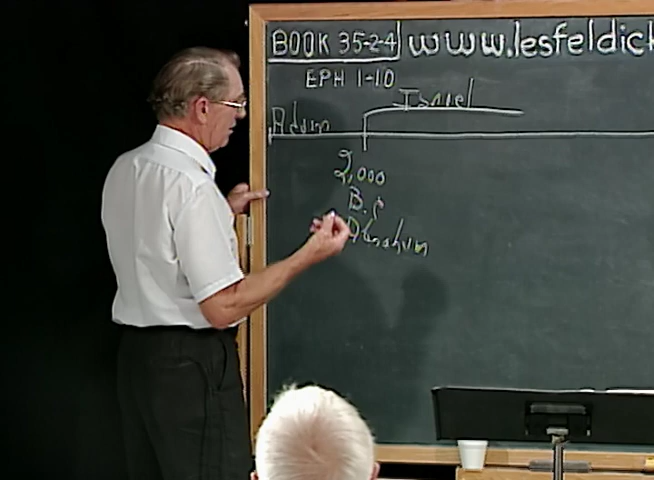 BOOK 35-2-4 www.lesfeldick
EPH 1-10
Israel
Adam
2,000
B.C
Abraham